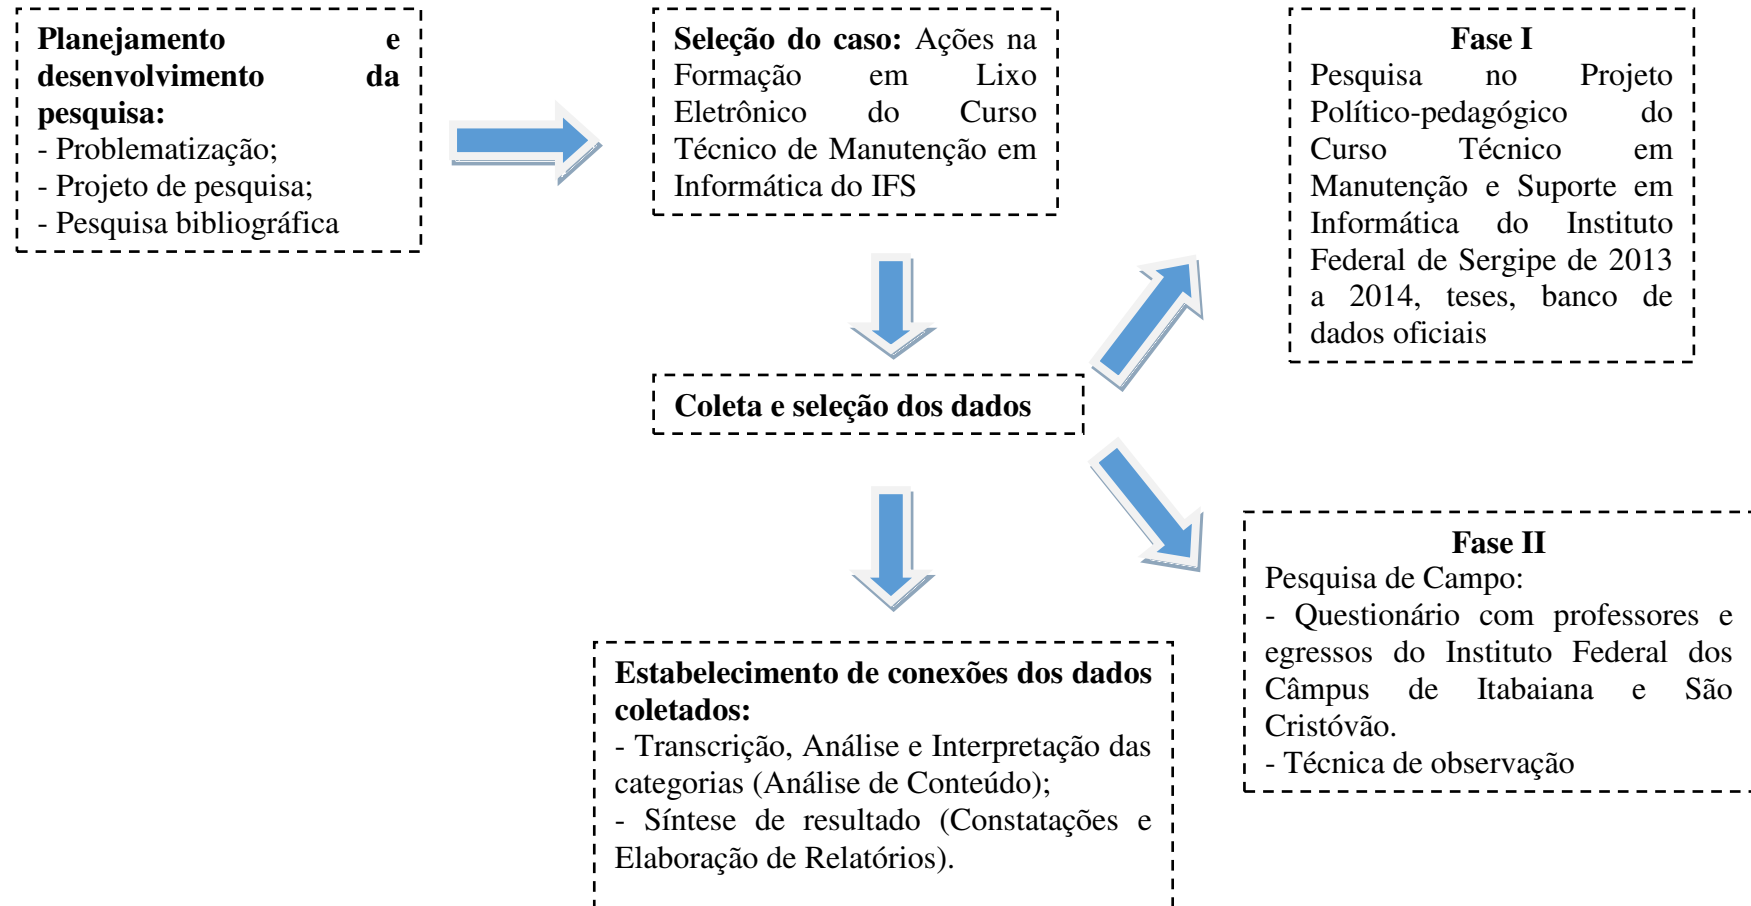 Planejamento e
desenvolvimento da
pesquisa:
- Problematização;
- Projeto de pesquisa;
- Pesquisa bibliográfica
Seleção do caso: Ações na
Formação em Lixo
Eletrônico do Curso
Técnico de Manutenção em
Informática do IFS
Fase I
Pesquisa no Projeto
Político-pedagógico do
Curso Técnico em
Manutenção e Suporte em
Informática do Instituto
Federal de Sergipe de 2013
a 2014, teses, banco de
dados oficiais
Coleta e seleção dos dados
Fase II
Pesquisa de Campo:
- Questionário com professores e
egressos do Instituto Federal dos
Câmpus de Itabaiana e São
Cristóvão.
- Técnica de observação
Estabelecimento de conexões dos dados
coletados:
- Transcrição, Análise e Interpretação das
categorias (Análise de Conteúdo);
- Síntese de resultado (Constatações e
Elaboração de Relatórios).